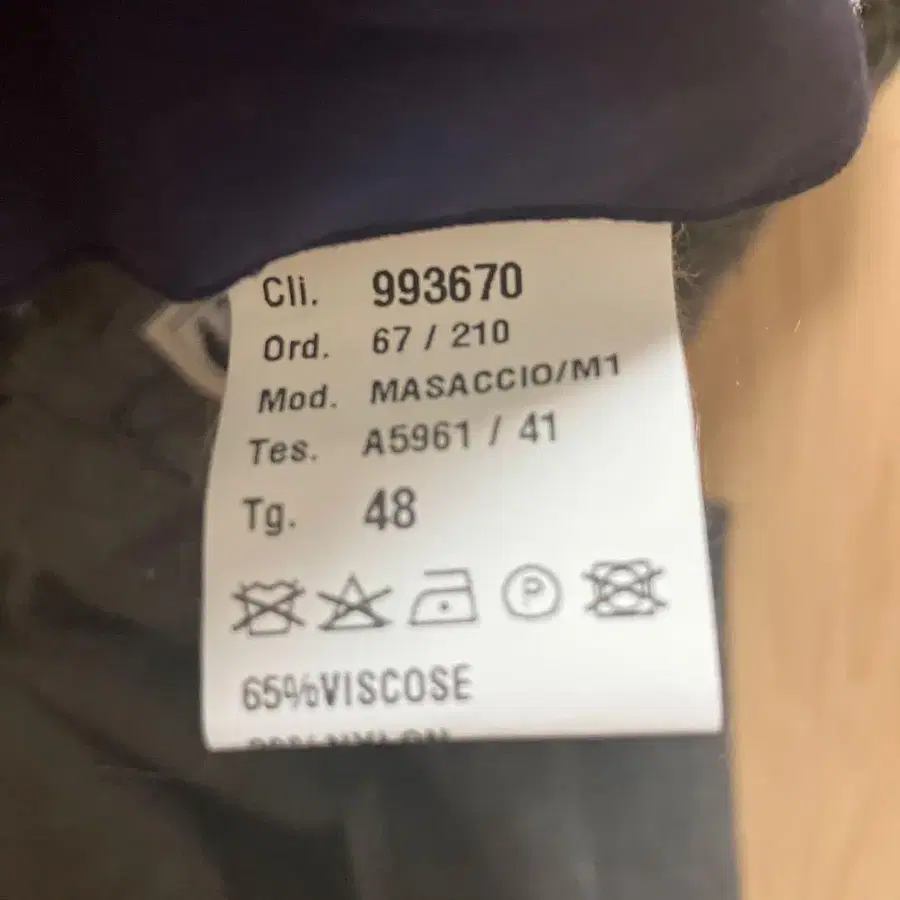 Cli. 993670
Ord. 67 / 210
Mod. MASACCIO/M1
Tes. A5961 / 41
Tg. 48
P
65%VISCOSE